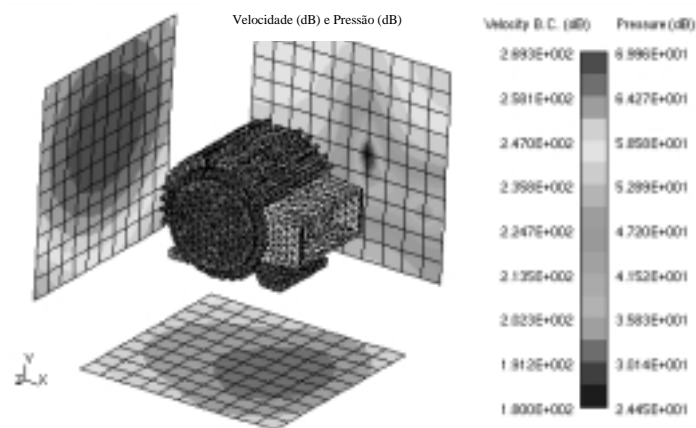 Velocidade (dB) e Pressão (dB)
Velocity B.C. (dB) Pressure (dB)
2.693E+002 6.996E+001
2.581E+002 6.427E+001
2.470E+002 5.858E+001
2.358E+002 5.289E+001
2.247E+002 4.720E+001
2.135E+002 4.152E+001
2.023E+002 3.583E+001
1.912E+002 3.014E+001
1.800E+002 2.445E+001
Y
Z X